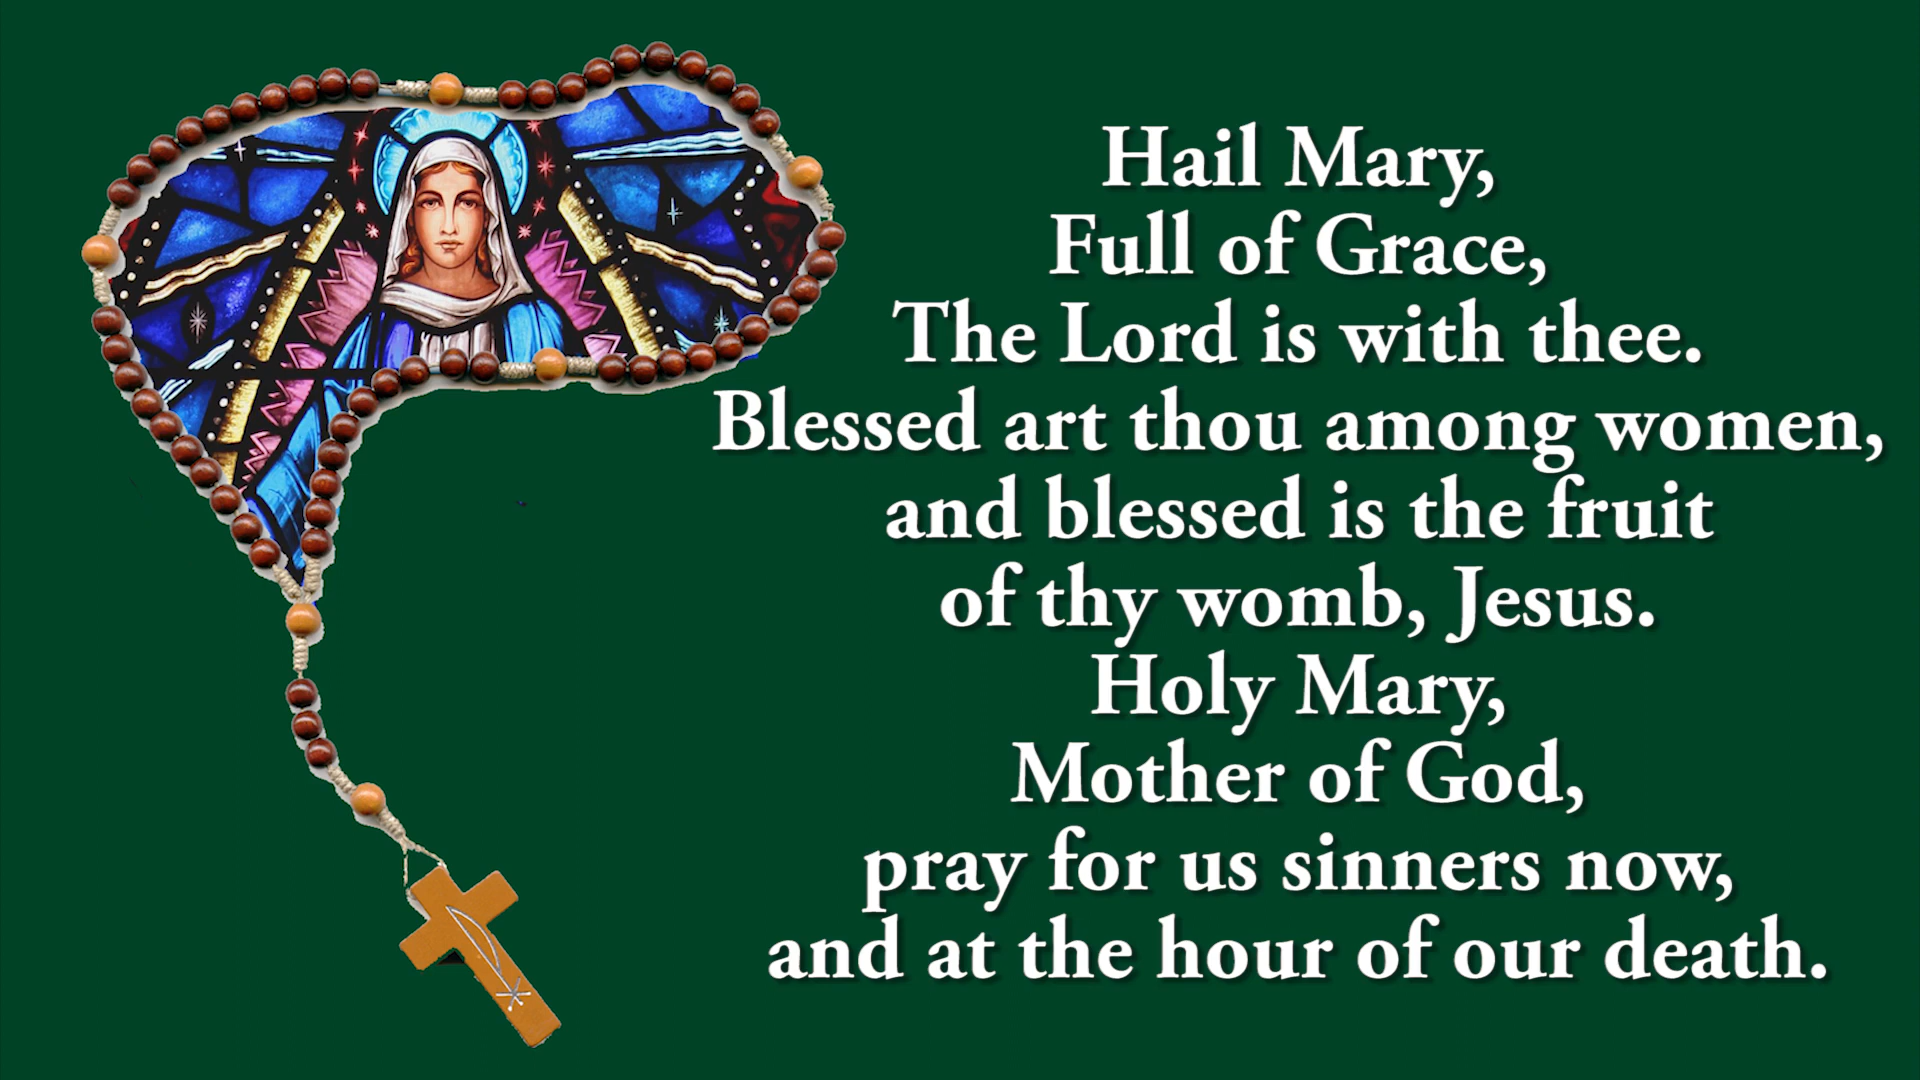 Hail Mary,
Full of Grace,
The Lord is with thee.
Blessed art thou among women,
and blessed is the fruit
of thy womb, Jesus.
Holy Mary,
Mother of God,
pray for us sinners now,
and at the hour of our death.